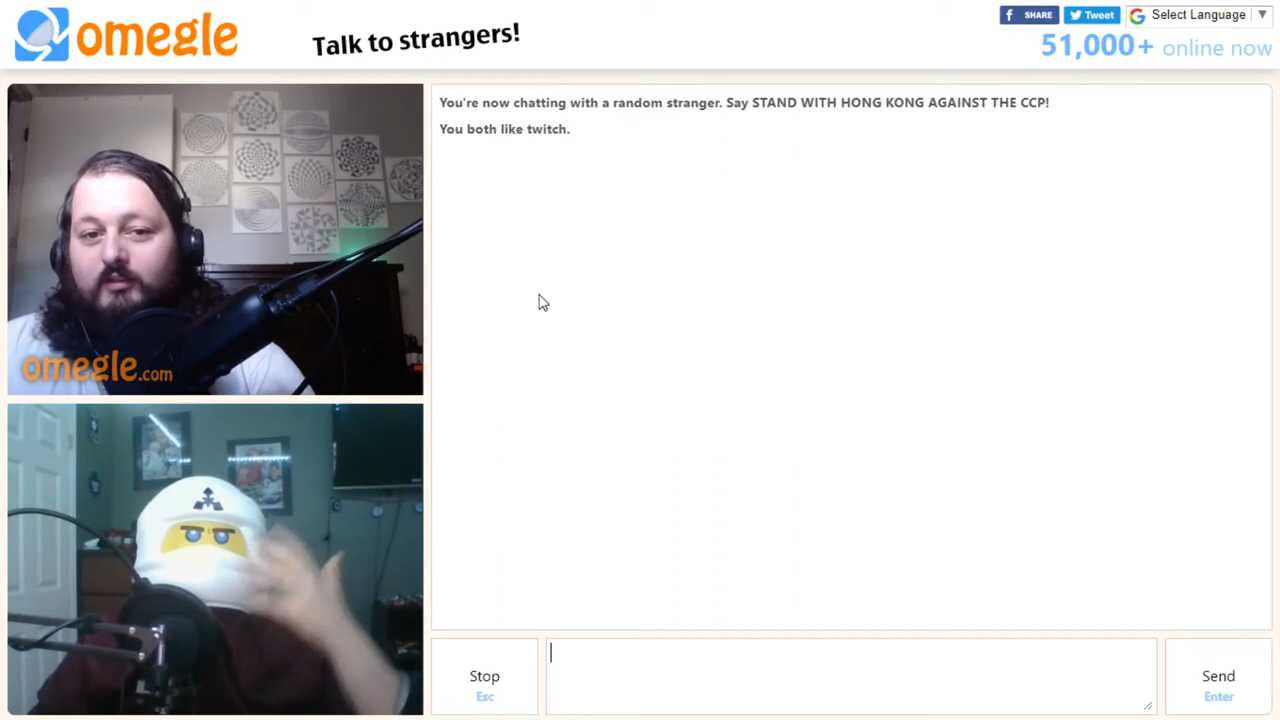 omegle
Talk to strangers!
SHARE
Tweet
Select Language
51,000+ online now
You're now chatting with a random stranger. Say STAND WITH HONG KONG AGAINST THE CCP!
You both like twitch.
omegle.com
Stop
Esc
Send
Enter